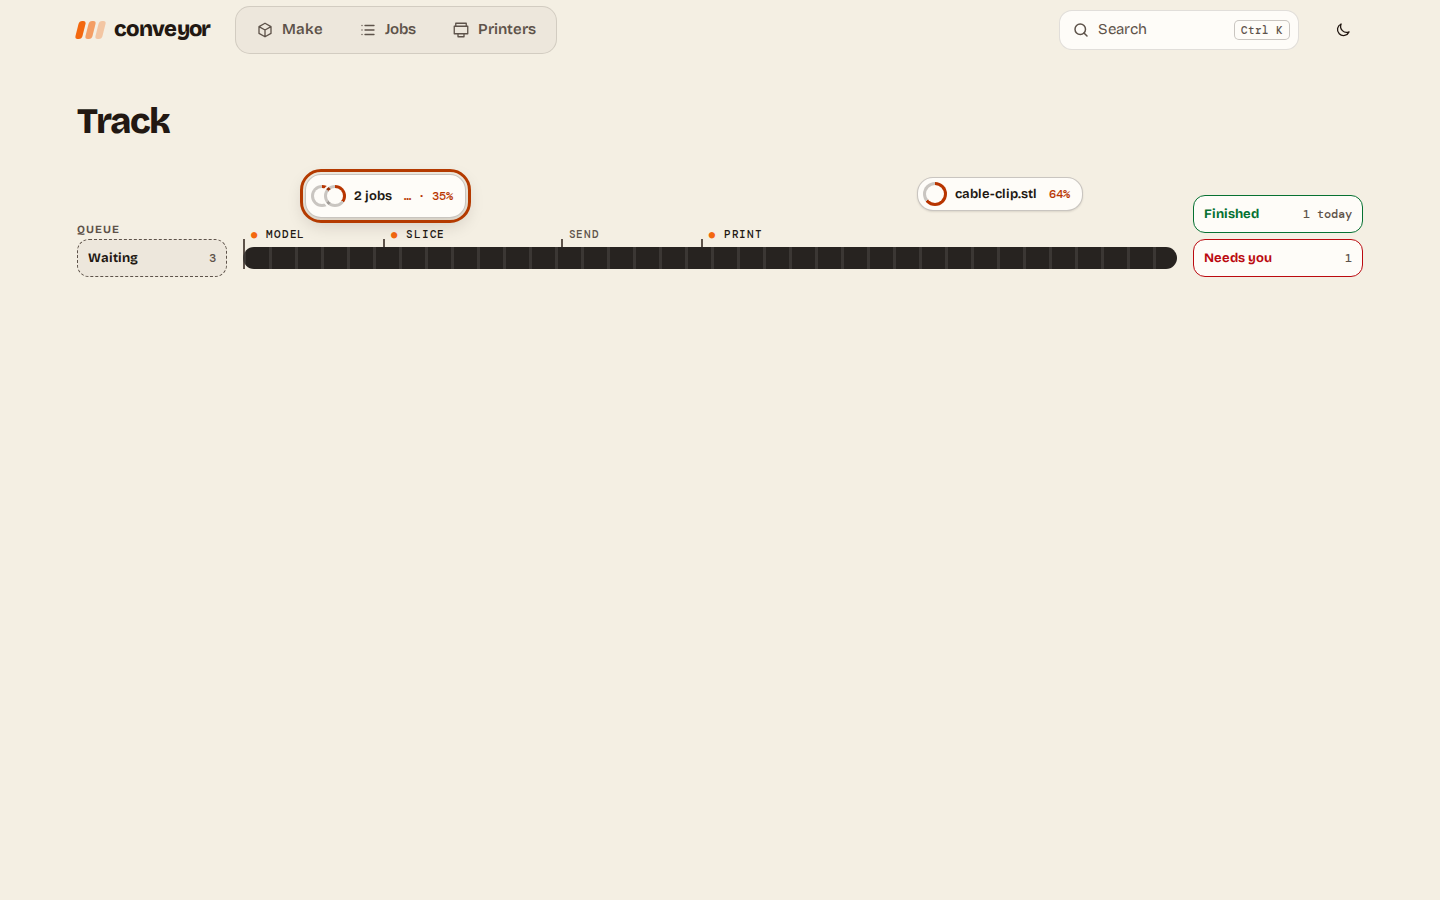 conveyor
Make
Jobs
Printers
Search
Ctrl K
Track
2 jobs … · 35%
cable-clip.stl 64%
Finished 1 today
QUEUE
MODEL
SLICE
SEND
PRINT
Waiting 3
Needs you 1